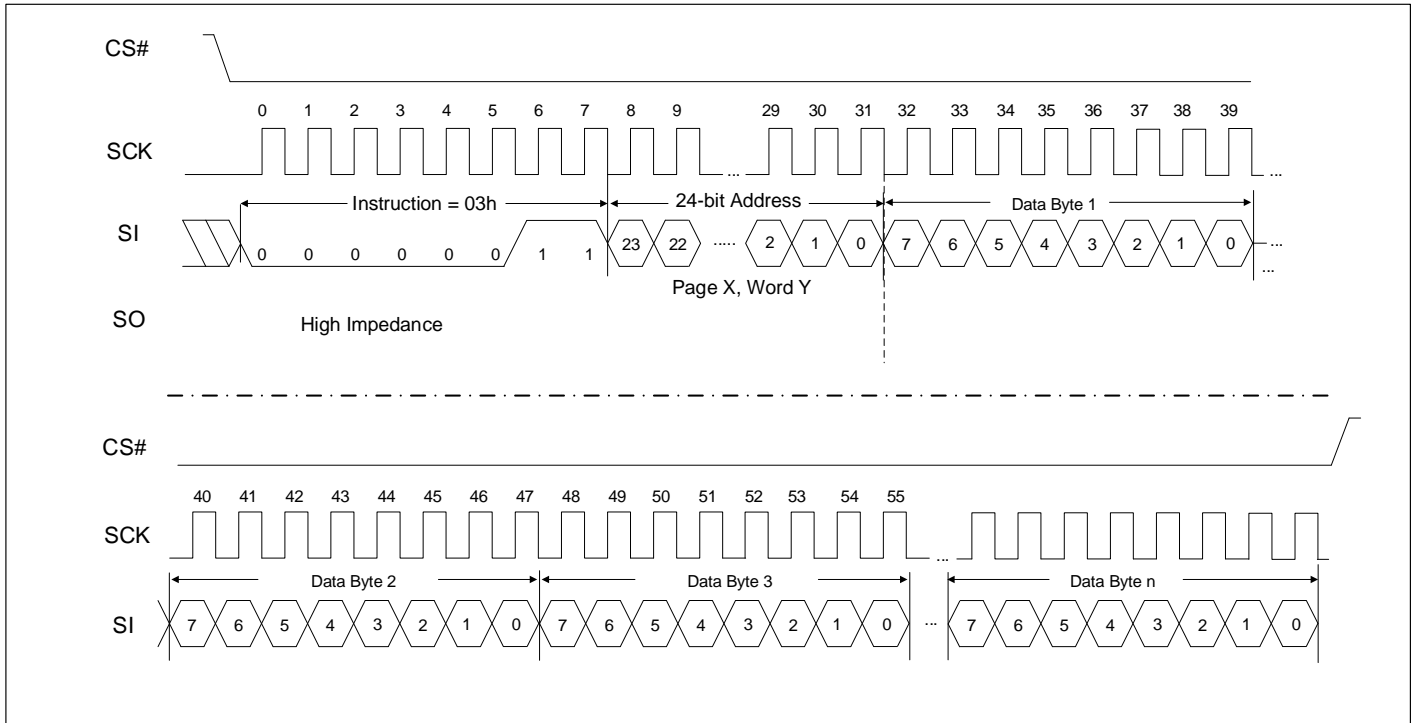 CS#
0 1 2 3 4 5 6 7 8 9 29 30 31 32 33 34 35 36 37 38 39
SCK ... ...
Instruction = 03h 24-bit Address Data Byte 1
SI 0 0 0 0 0 0 1 1 23 22 ..... 2 1 0 7 6 5 4 3 2 1 0 ...
...
Page X, Word Y
SO High Impedance
CS#
40 41 42 43 44 45 46 47 48 49 50 51 52 53 54 55
SCK ...
Data Byte 2 Data Byte 3 Data Byte n
SI 7 6 5 4 3 2 1 0 7 6 5 4 3 2 1 0 ... 7 6 5 4 3 2 1 0